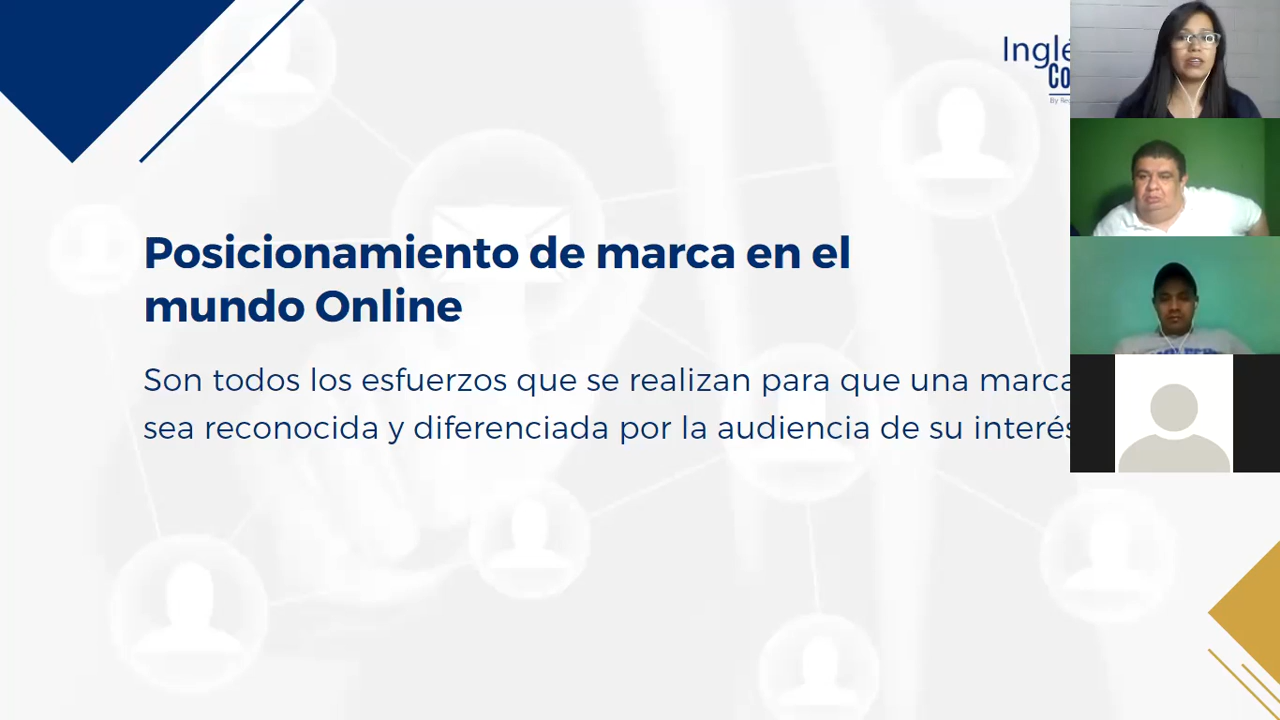 Posicionamiento de marca en el
mundo Online
Son todos los esfuerzos que se realizan para que una marca
sea reconocida y diferenciada por la audiencia de su interés
By